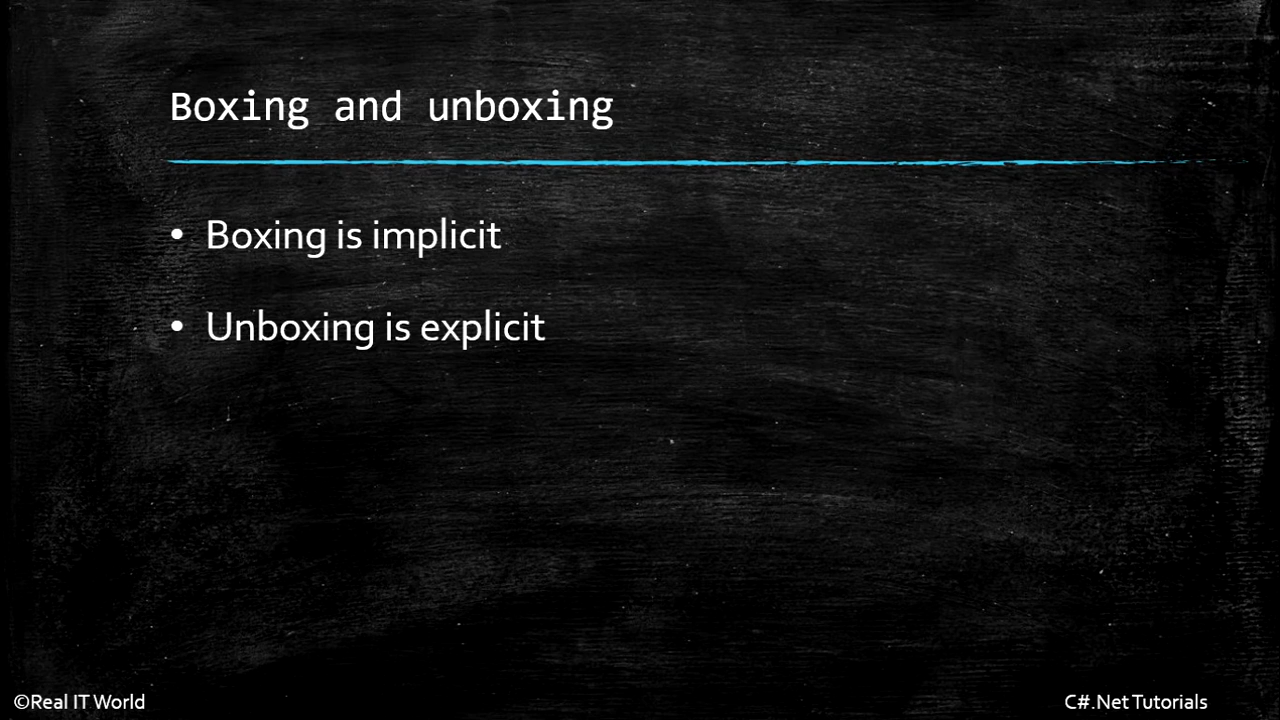 Boxing and unboxing
• Boxing is implicit
• Unboxing is explicit
©Real IT World
C#.Net Tutorials